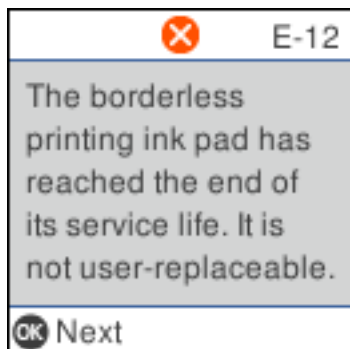 E-12
The borderless
printing ink pad has
reached the end of
its service life. It is
not user-replaceable.
OK Next